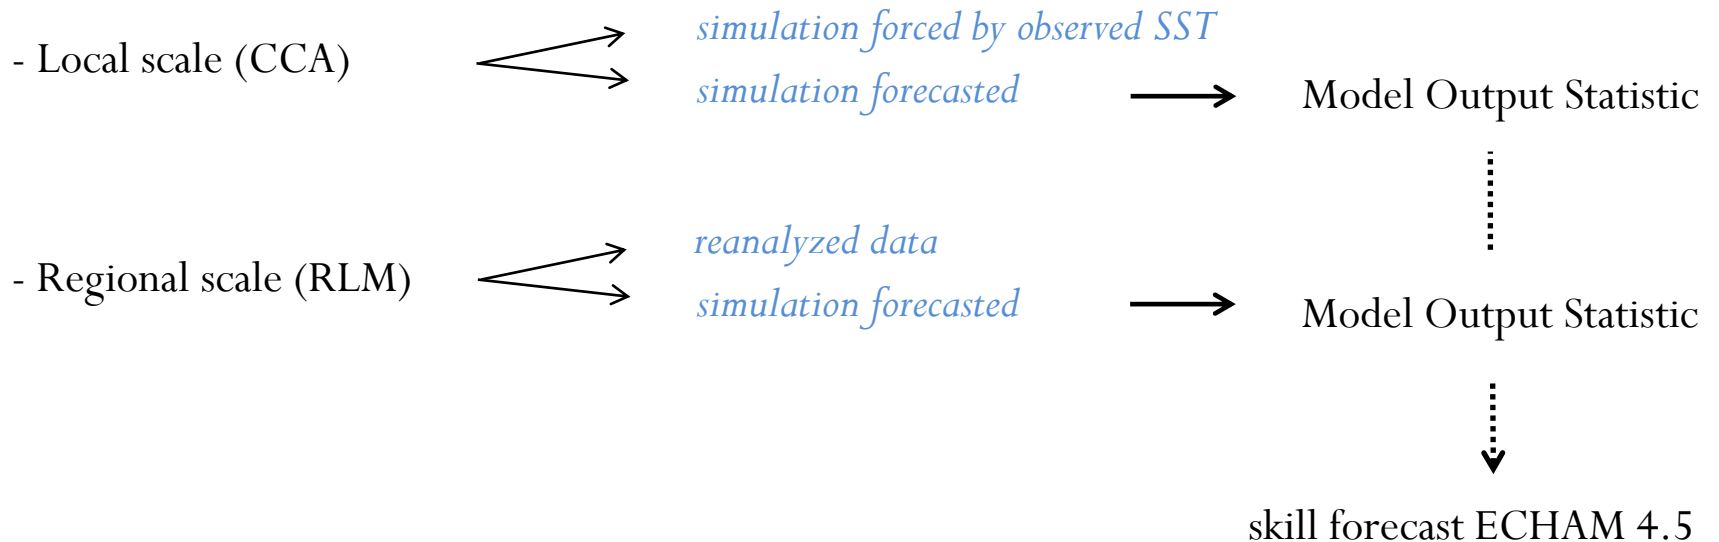 simulation forced by observed SST
- Local scale (CCA)
simulation forecasted
Model Output Statistic
reanalyzed data
- Regional scale (RLM)
simulation forecasted
Model Output Statistic
skill forecast ECHAM 4.5